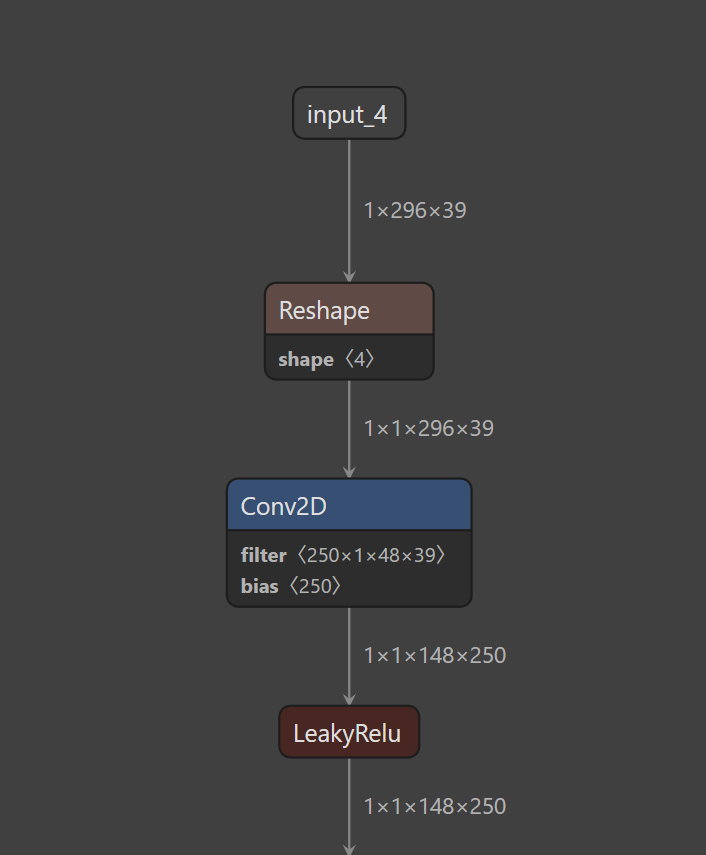 input_4
1×296×39
Reshape
shape〈4〉
1×1×296×39
Conv2D
filter〈250×1×48×39〉
bias〈250〉
1×1×148×250
LeakyRelu
1×1×148×250